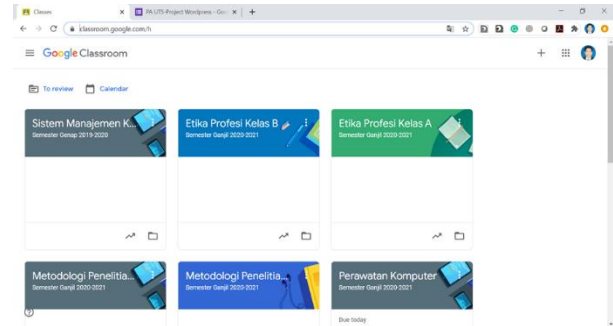 Classes
PA UTS-Project Wordpress - Goo
classroom.google.com/h
Google Classroom
To review
Calendar
Sistem Manajemen K...
Semester Genap 2019-2020
Etika Profesi Kelas B
Semester Ganjil 2020-2021
Etika Profesi Kelas A
Semester Ganjil 2020-2021
Metodologi Penelitia...
Semester Ganjil 2020-2021
Metodologi Penelitia...
Semester Ganjil 2020-2021
Perawatan Komputer
Semester Ganjil 2020-2021
Due today